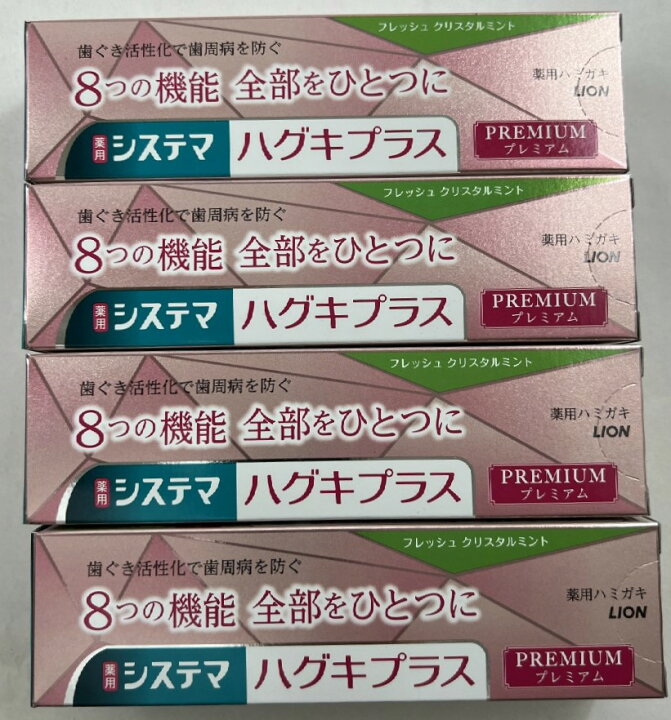 フレッシュ クリスタルミント
歯ぐき活性化で歯周病を防ぐ
8つの機能 全部をひとつに
薬用ハミガキ
LION
薬用 システマ ハグキプラス PREMIUM
プレミアム
フレッシュ クリスタルミント
歯ぐき活性化で歯周病を防ぐ
8つの機能 全部をひとつに
薬用ハミガキ
LION
薬用 システマ ハグキプラス PREMIUM
プレミアム
フレッシュ クリスタルミント
歯ぐき活性化で歯周病を防ぐ
8つの機能 全部をひとつに
薬用ハミガキ
LION
薬用 システマ ハグキプラス PREMIUM
プレミアム
フレッシュ クリスタルミント
歯ぐき活性化で歯周病を防ぐ
8つの機能 全部をひとつに
薬用ハミガキ
LION
薬用 システマ ハグキプラス PREMIUM
プレミアム